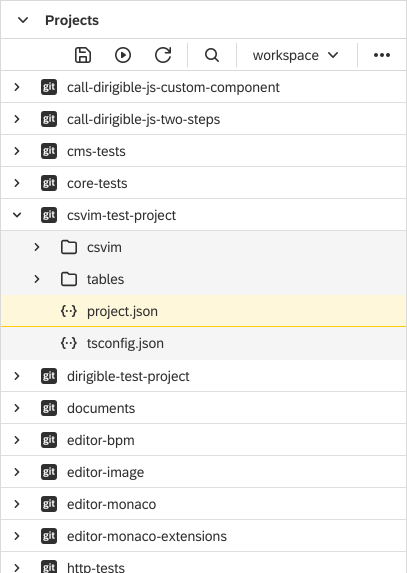 Projects
workspace
git call-dirigible-js-custom-component
git call-dirigible-js-two-steps
git cms-tests
git core-tests
git csvim-test-project
csvim
tables
{··} project.json
{··} tsconfig.json
git dirigible-test-project
git documents
git editor-bpm
git editor-image
git editor-monaco
git editor-monaco-extensions
git http-tests